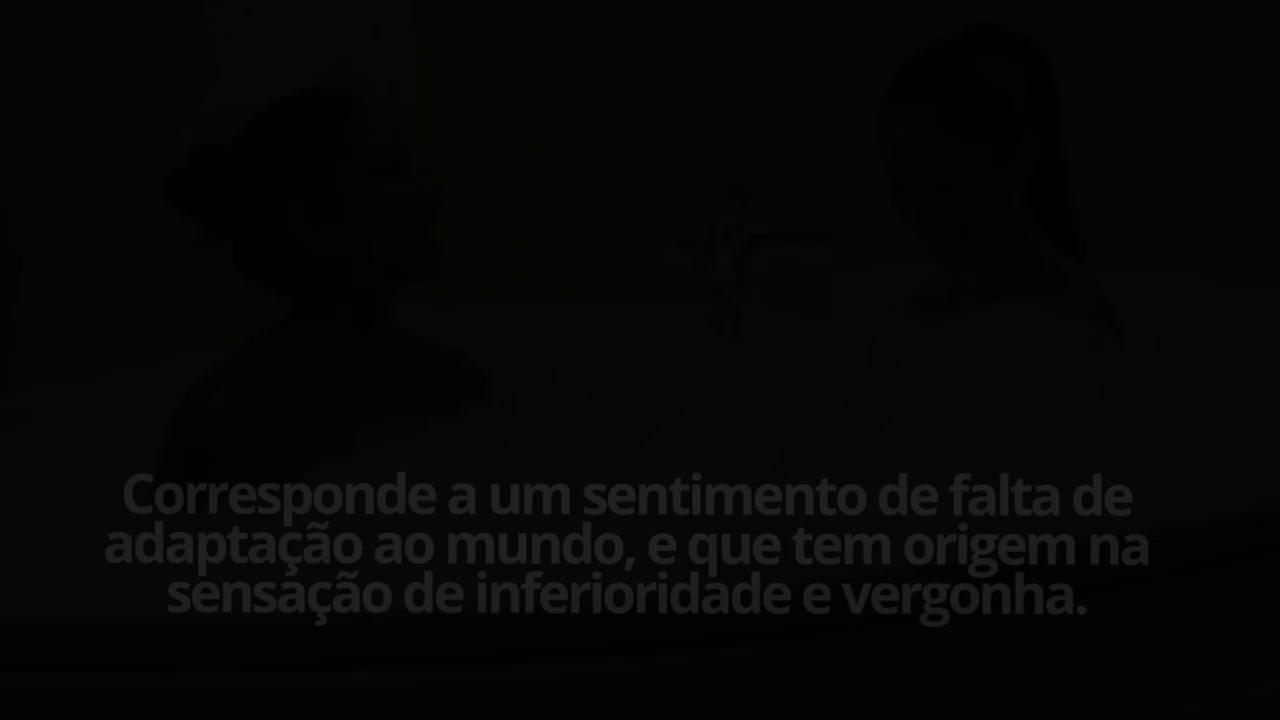 Corresponde a um sentimento de falta de
adaptação ao mundo, e que tem origem na
sensação de inferioridade e vergonha.